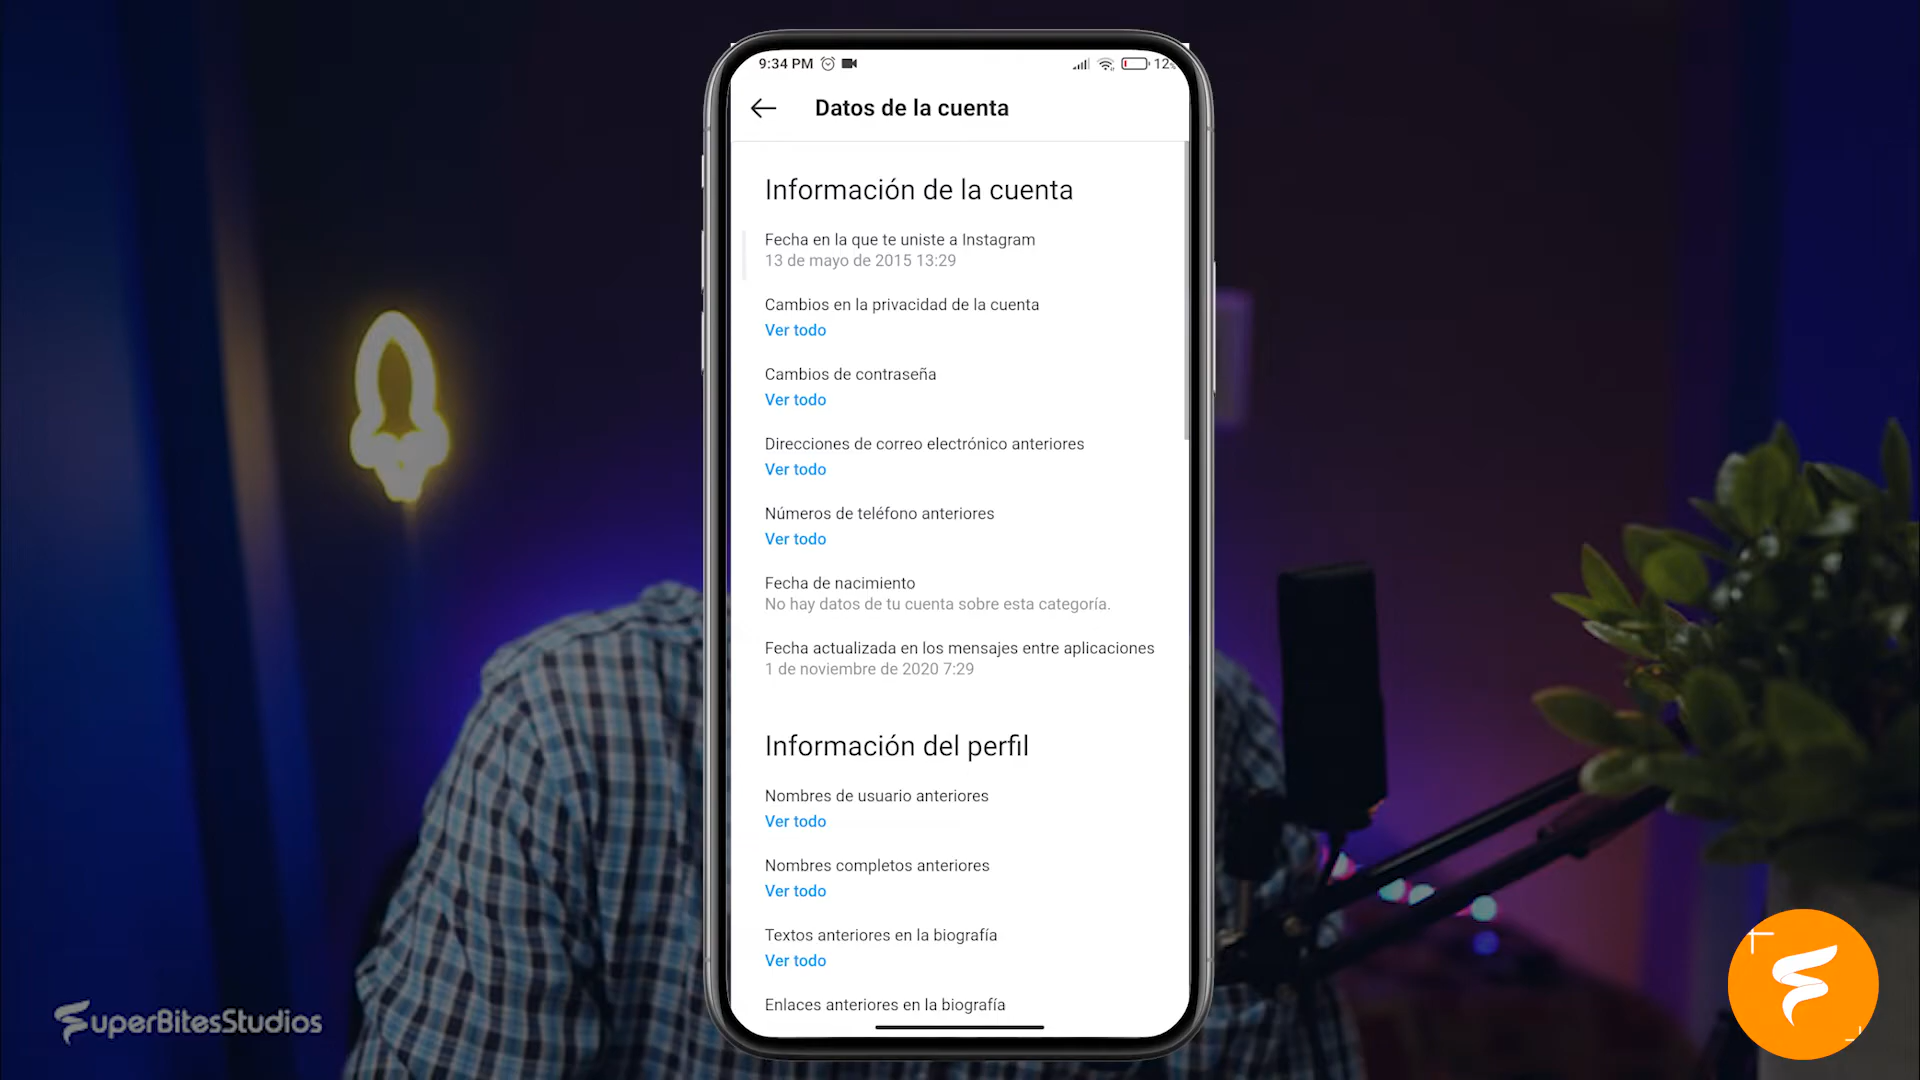 9:34 PM
12%
Datos de la cuenta
Información de la cuenta
Fecha en la que te uniste a Instagram
13 de mayo de 2015 13:29
Cambios en la privacidad de la cuenta
Ver todo
Cambios de contraseña
Ver todo
Direcciones de correo electrónico anteriores
Ver todo
Números de teléfono anteriores
Ver todo
Fecha de nacimiento
No hay datos de tu cuenta sobre esta categoría.
Fecha actualizada en los mensajes entre aplicaciones
1 de noviembre de 2020 7:29
Información del perfil
Nombres de usuario anteriores
Ver todo
Nombres completos anteriores
Ver todo
Textos anteriores en la biografía
Ver todo
Enlaces anteriores en la biografía
SuperBitesStudios